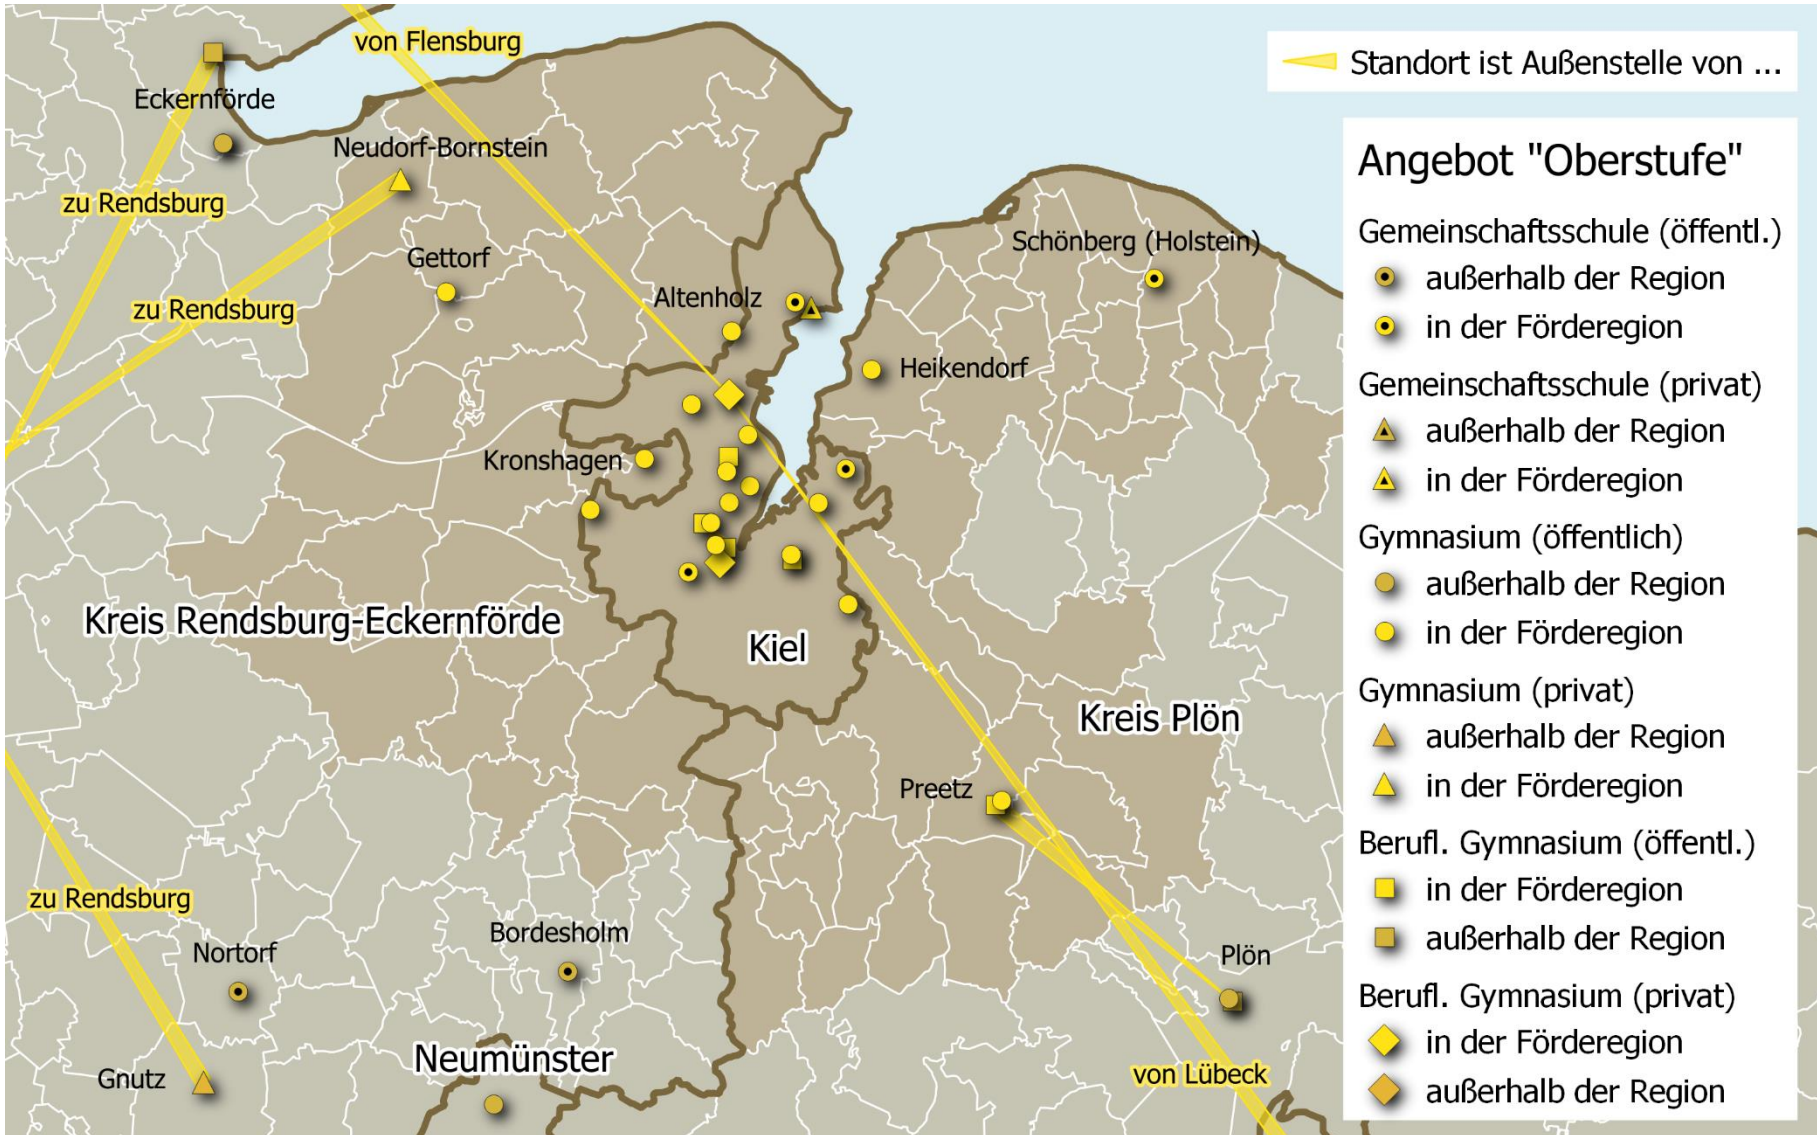 von Flensburg
Standort ist Außenstelle von ...
Eckernförde
Neudorf-Bornstein
zu Rendsburg
Gettorf
Schönberg (Holstein)
Altenholz
zu Rendsburg
Heikendorf
Kronshagen
Kreis Rendsburg-Eckernförde
Kiel
Kreis Plön
Preetz
zu Rendsburg
Nortorf
Bordesholm
Plön
Neumünster
Gnutz
von Lübeck
Angebot "Oberstufe"
Gemeinschaftsschule (öffentl.)
außerhalb der Region
in der Förderegion
Gemeinschaftsschule (privat)
außerhalb der Region
in der Förderegion
Gymnasium (öffentlich)
außerhalb der Region
in der Förderegion
Gymnasium (privat)
außerhalb der Region
in der Förderegion
Berufl. Gymnasium (öffentl.)
in der Förderegion
außerhalb der Region
Berufl. Gymnasium (privat)
in der Förderegion
außerhalb der Region